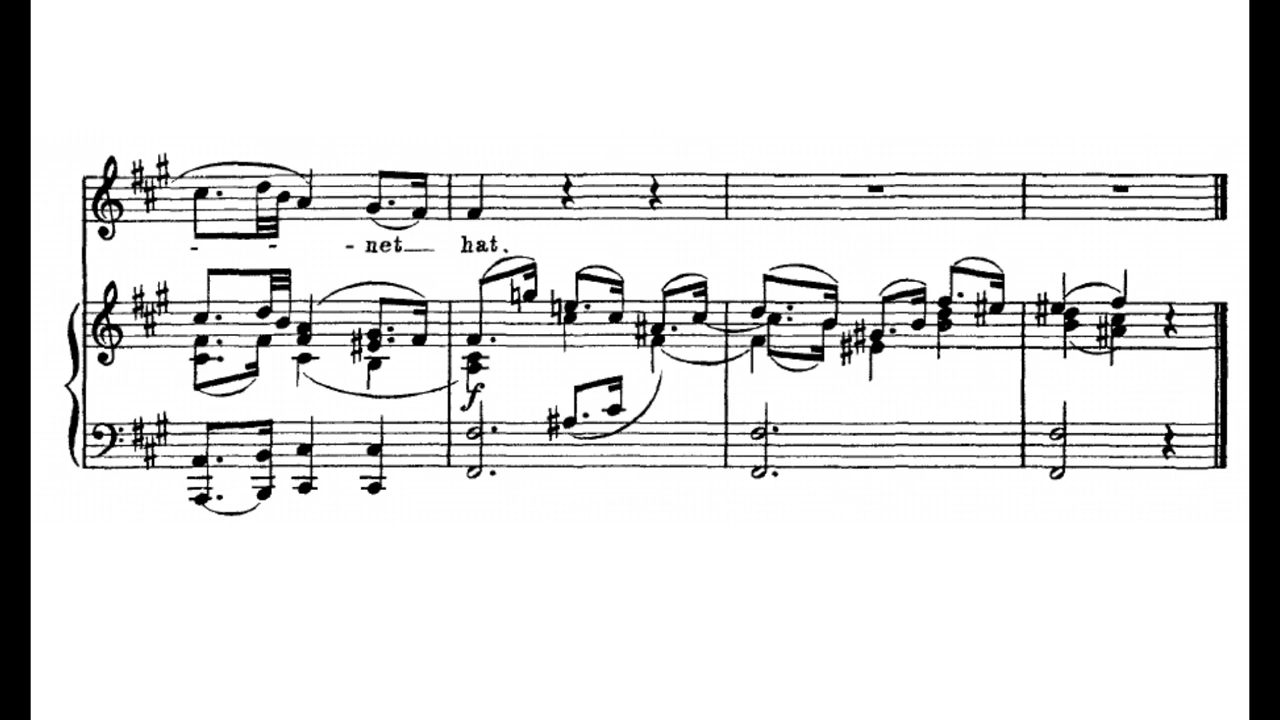 - - - net hat.
f